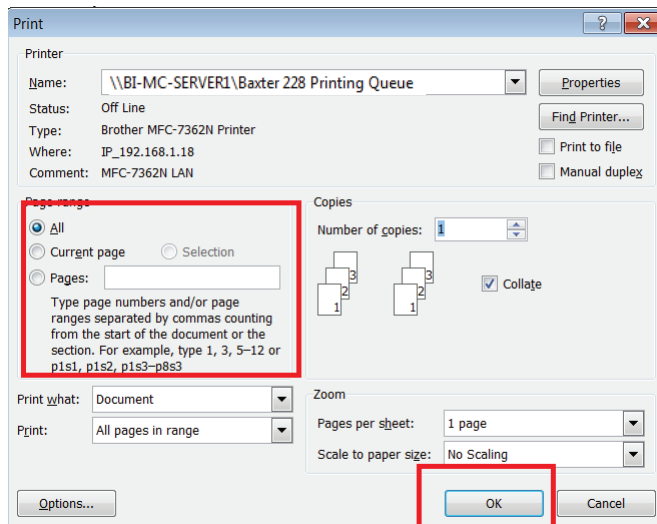 Print
Printer
Name: \\BI-MC-SERVER1\Baxter 228 Printing Queue Properties
Status: Off Line Find Printer...
Type: Brother MFC-7362N Printer
Where: IP_192.168.1.18 Print to file
Comment: MFC-7362N LAN Manual duplex
Page range
All
Current page Selection
Pages:
Type page numbers and/or page
ranges separated by commas counting
from the start of the document or the
section. For example, type 1, 3, 5–12 or
p1s1, p1s2, p1s3–p8s3
Copies
Number of copies: 1
3 3
2 2
1 1
Collate
Print what: Document
Print: All pages in range
Zoom
Pages per sheet: 1 page
Scale to paper size: No Scaling
Options... OK Cancel